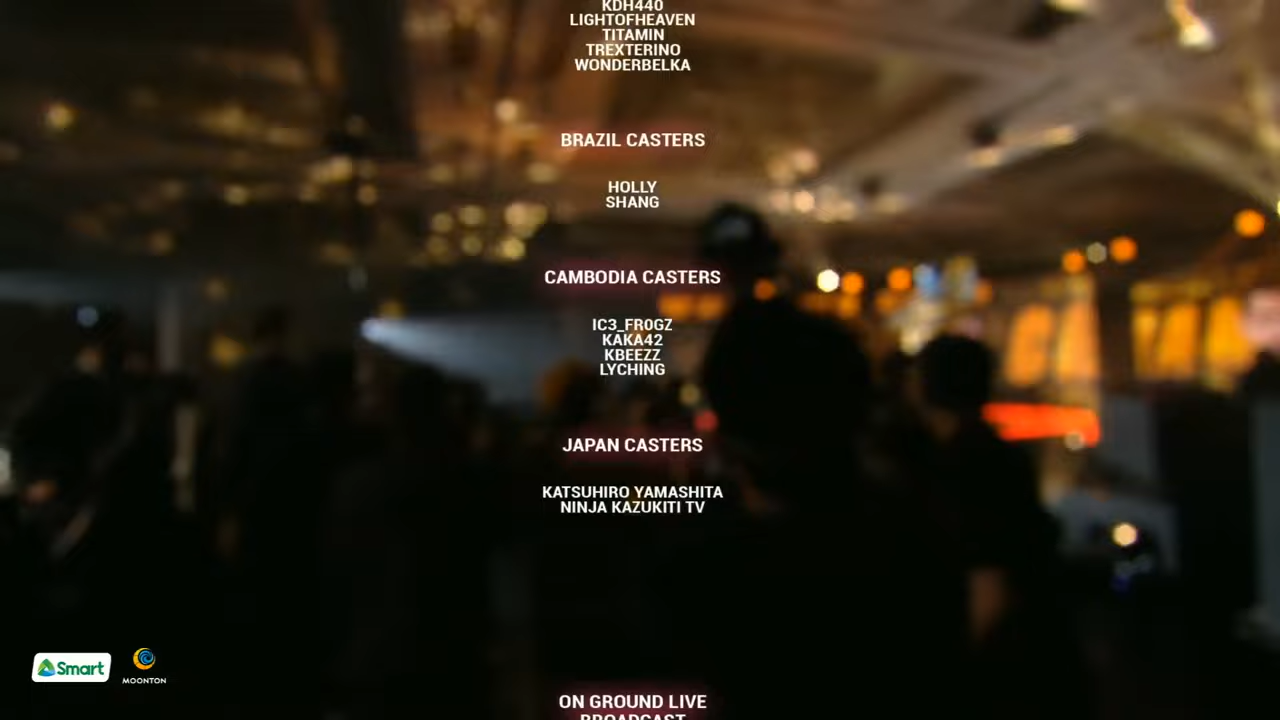 KDH440
LIGHTOFHEAVEN
TITAMIN
TREXTERINO
WONDERBELKA
BRAZIL CASTERS
HOLLY
SHANG
CAMBODIA CASTERS
IC3_FR0GZ
KAKA42
KBEEZZ
LYCHING
JAPAN CASTERS
KATSUHIRO YAMASHITA
NINJA KAZUKITI TV
Smart
MOONTON
ON GROUND LIVE
BROADCAST